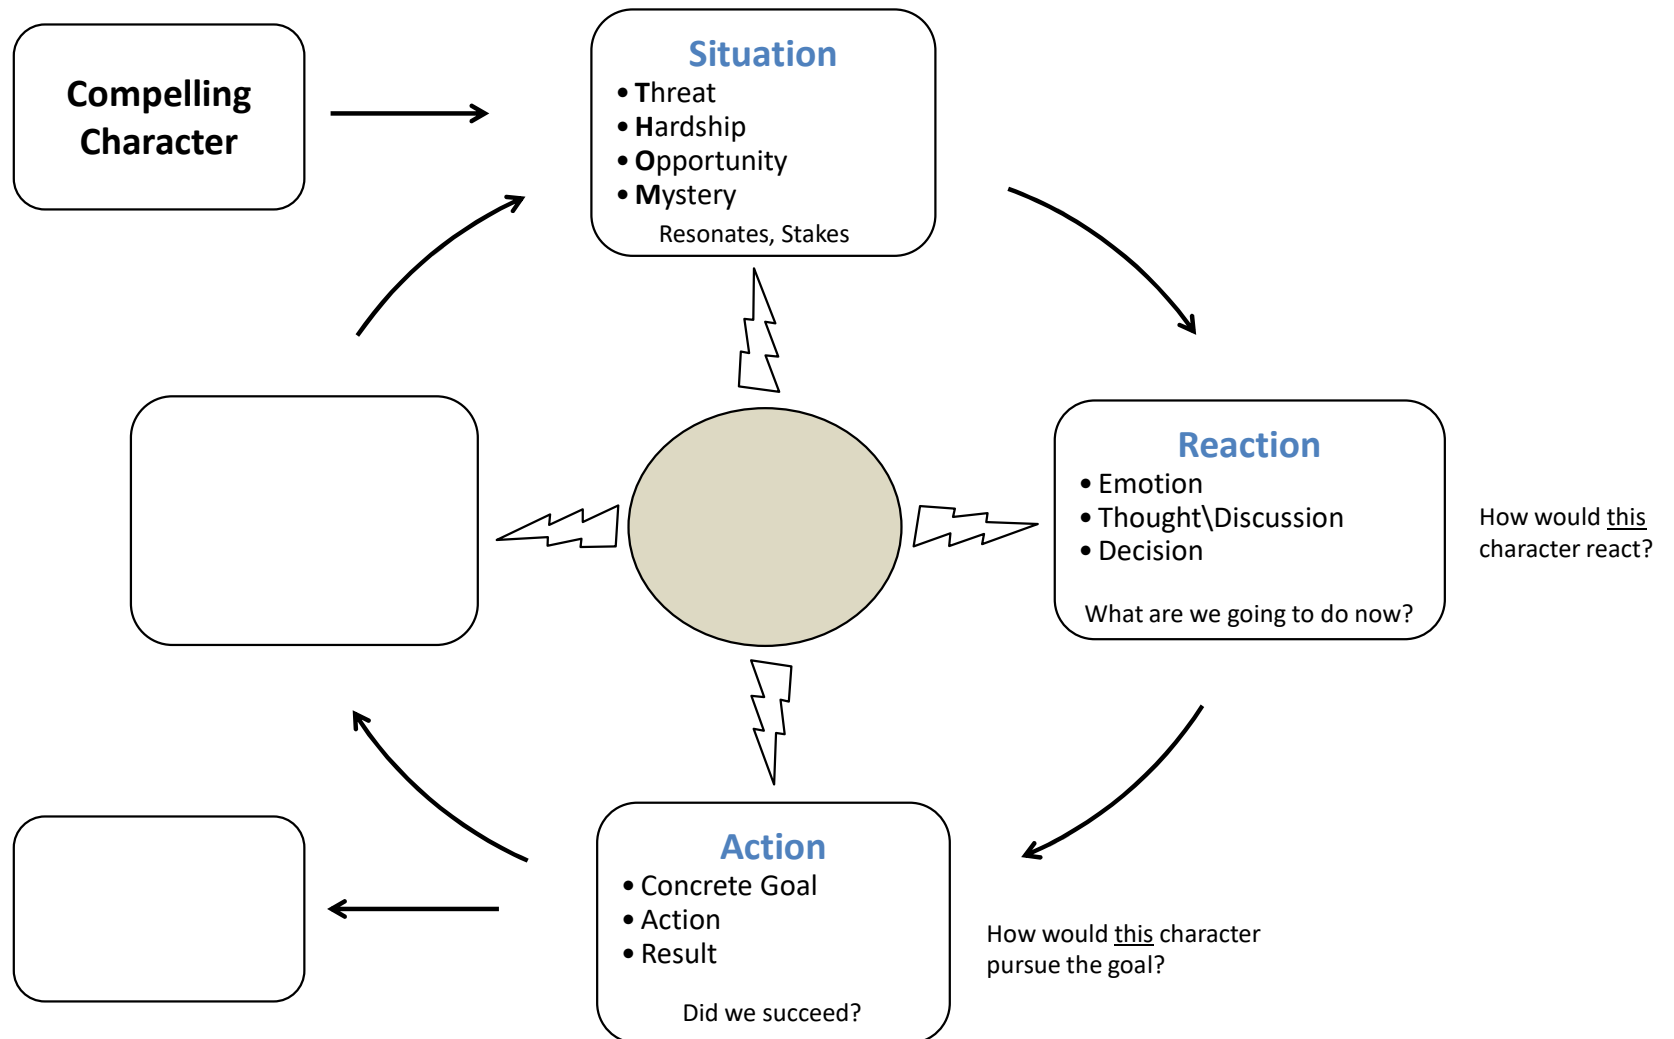 Compelling
Character
Situation
• Threat
• Hardship
• Opportunity
• Mystery
Resonates, Stakes
Reaction
• Emotion
• Thought\Discussion
• Decision
What are we going to do now?
How would this
character react?
Action
• Concrete Goal
• Action
• Result
Did we succeed?
How would this character
pursue the goal?